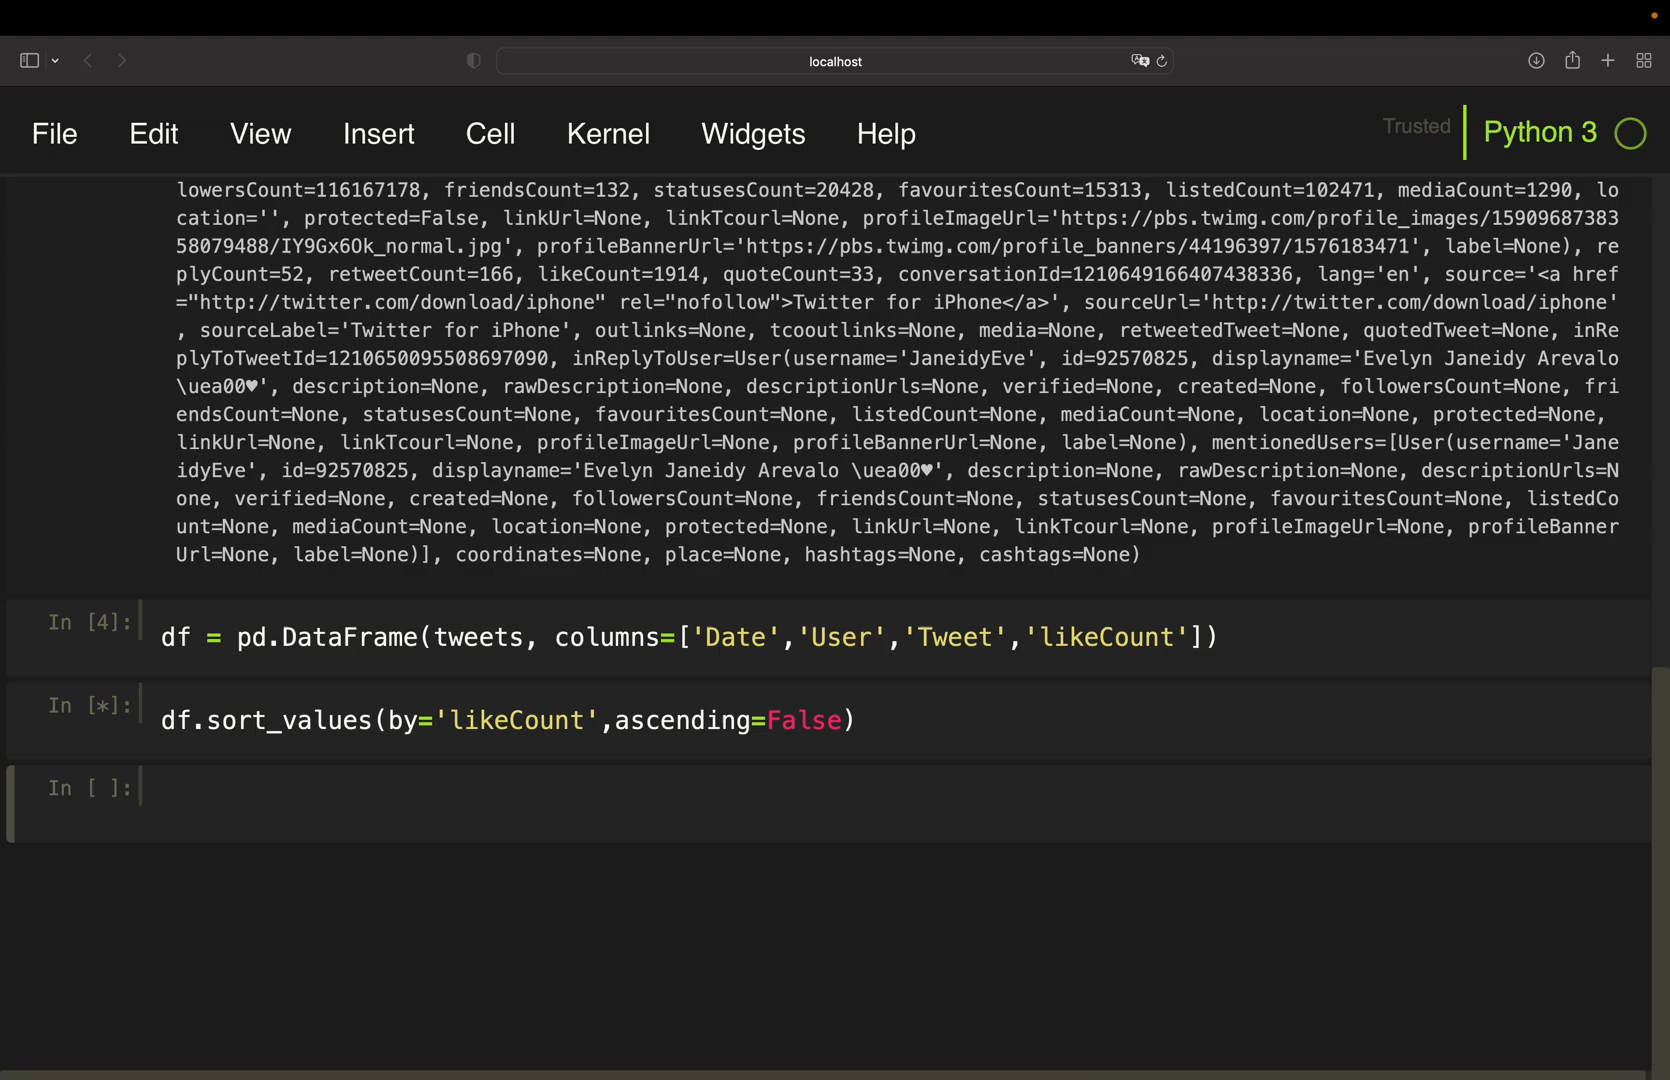 localhost
File Edit View Insert Cell Kernel Widgets Help Trusted Python 3
lowersCount=116167178, friendsCount=132, statusesCount=20428, favouritesCount=15313, listedCount=102471, mediaCount=1290, lo
cation='', protected=False, linkUrl=None, linkTcourl=None, profileImageUrl='https://pbs.twimg.com/profile_images/15909687383
58079488/IY9Gx6Ok_normal.jpg', profileBannerUrl='https://pbs.twimg.com/profile_banners/44196397/1576183471', label=None), re
plyCount=52, retweetCount=166, likeCount=1914, quoteCount=33, conversationId=1210649166407438336, lang='en', source='<a href
="http://twitter.com/download/iphone" rel="nofollow">Twitter for iPhone</a>', sourceUrl='http://twitter.com/download/iphone'
, sourceLabel='Twitter for iPhone', outlinks=None, tcooutlinks=None, media=None, retweetedTweet=None, quotedTweet=None, inRe
plyToTweetId=1210650095508697090, inReplyToUser=User(username='JaneidyEve', id=92570825, displayname='Evelyn Janeidy Arevalo
\uea00♥', description=None, rawDescription=None, descriptionUrls=None, verified=None, created=None, followersCount=None, fri
endsCount=None, statusesCount=None, favouritesCount=None, listedCount=None, mediaCount=None, location=None, protected=None,
linkUrl=None, linkTcourl=None, profileImageUrl=None, profileBannerUrl=None, label=None), mentionedUsers=[User(username='Jane
idyEve', id=92570825, displayname='Evelyn Janeidy Arevalo \uea00♥', description=None, rawDescription=None, descriptionUrls=N
one, verified=None, created=None, followersCount=None, friendsCount=None, statusesCount=None, favouritesCount=None, listedCo
unt=None, mediaCount=None, location=None, protected=None, linkUrl=None, linkTcourl=None, profileImageUrl=None, profileBanner
Url=None, label=None)], coordinates=None, place=None, hashtags=None, cashtags=None)
In [4]: df = pd.DataFrame(tweets, columns=['Date','User','Tweet','likeCount'])
In [*]: df.sort_values(by='likeCount',ascending=False)
In [ ]: